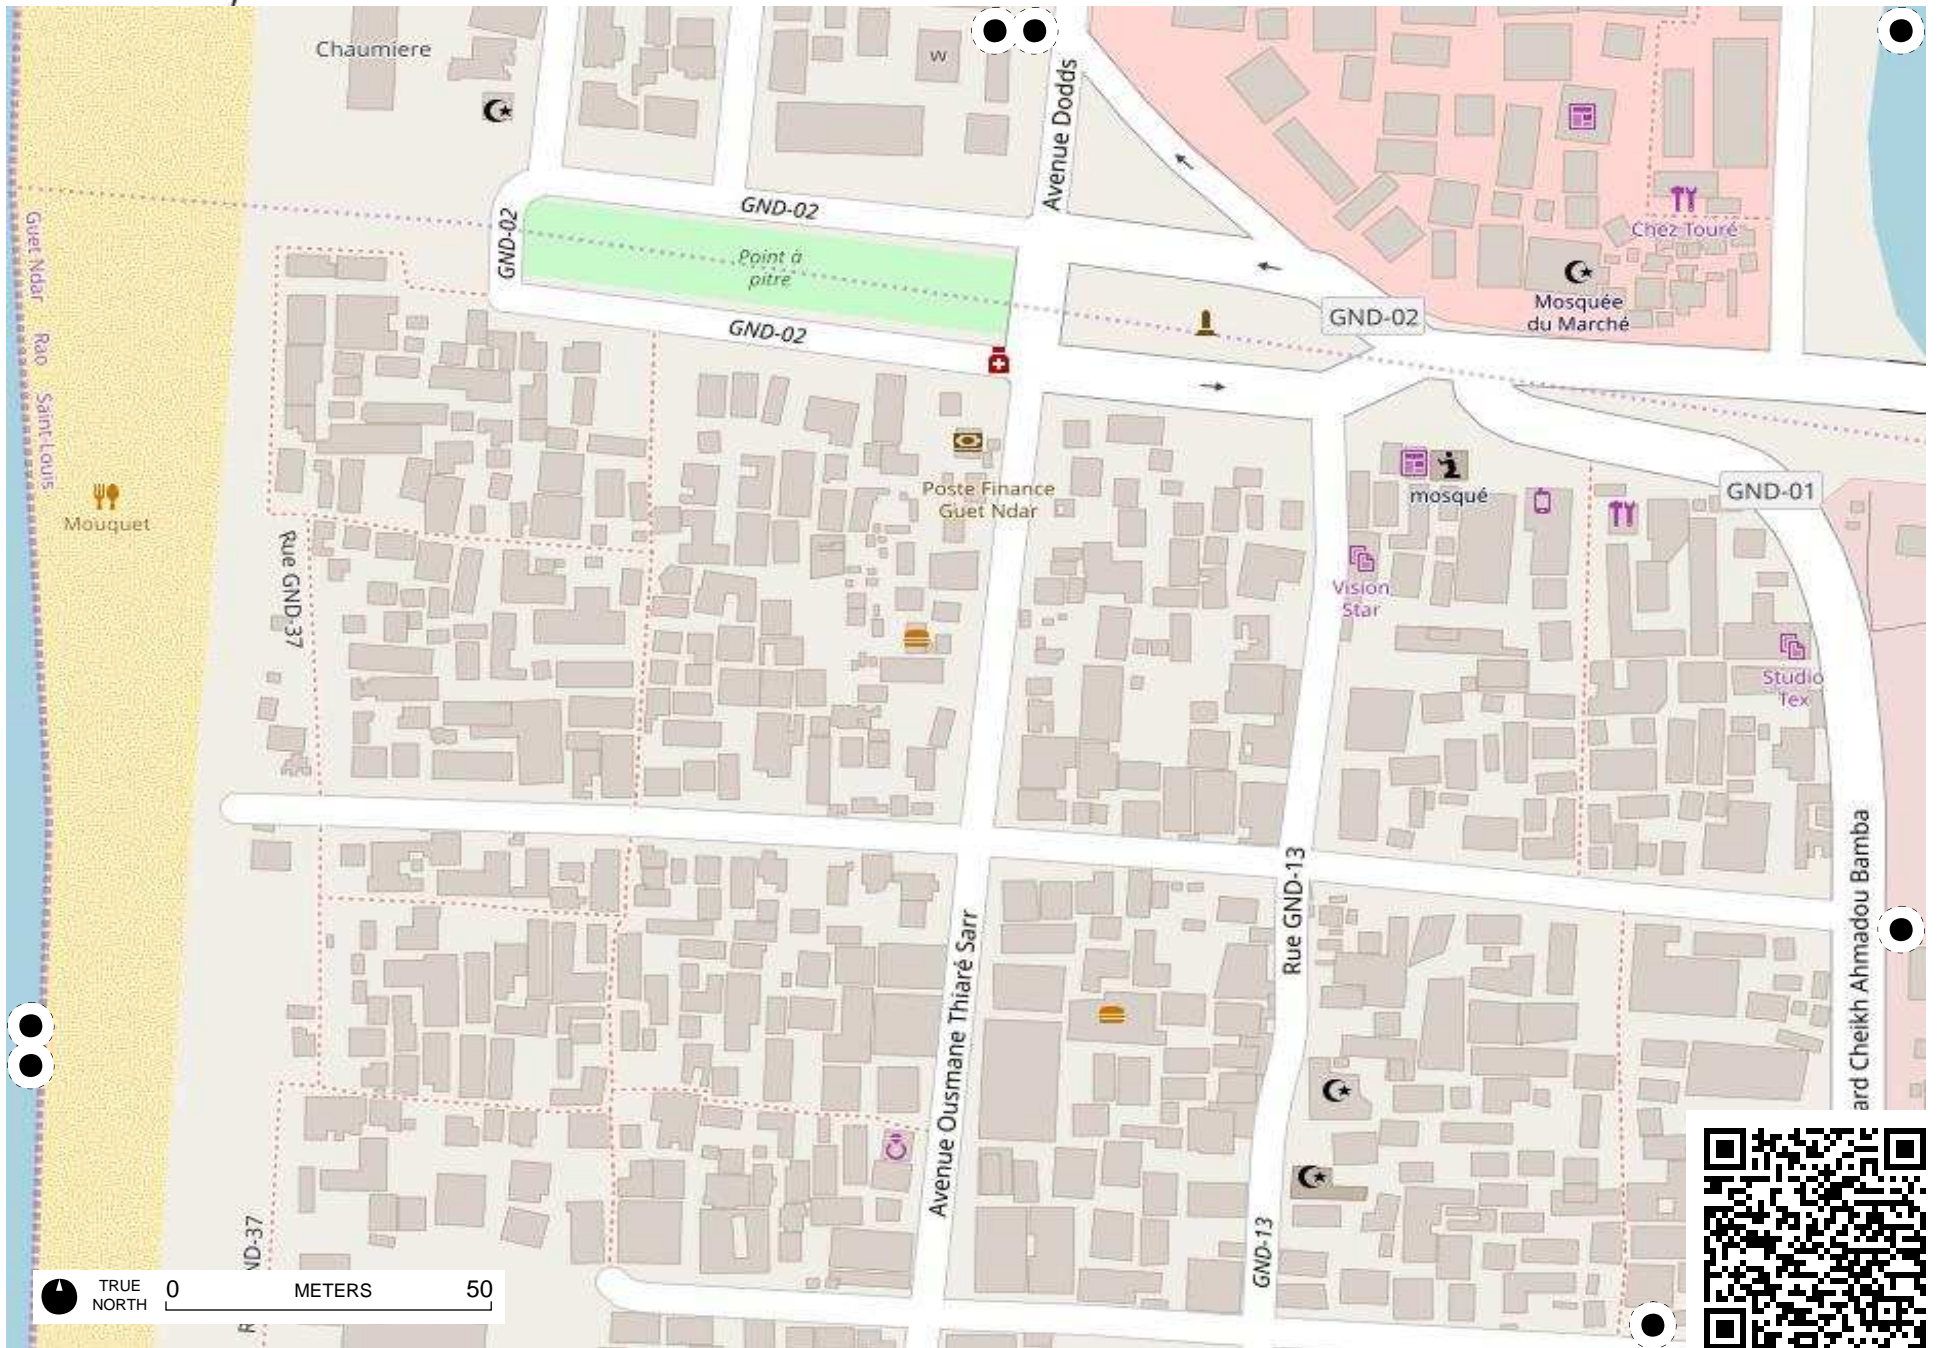 Chaumiere
W
Avenue Dodds
GND-02
GND-02
Point à
pitre
GND-02
GND-02
Chez Touré
Mosquée
du Marché
Guet Ndar
Rao
Saint-Louis
Mouquet
Poste Finance
Guet Ndar
mosqué
GND-01
Rue GND-37
Vision
Star
Studio
Tex
Rue GND-13
Avenue Ousmane Thiaré Sarr
ard Cheikh Ahmadou Bamba
GND-13
ND-37
TRUE
NORTH
0 METERS 50